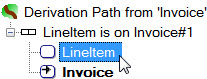 Derivation Path from 'Invoice'
LineItem is on Invoice#1
LineItem
Invoice